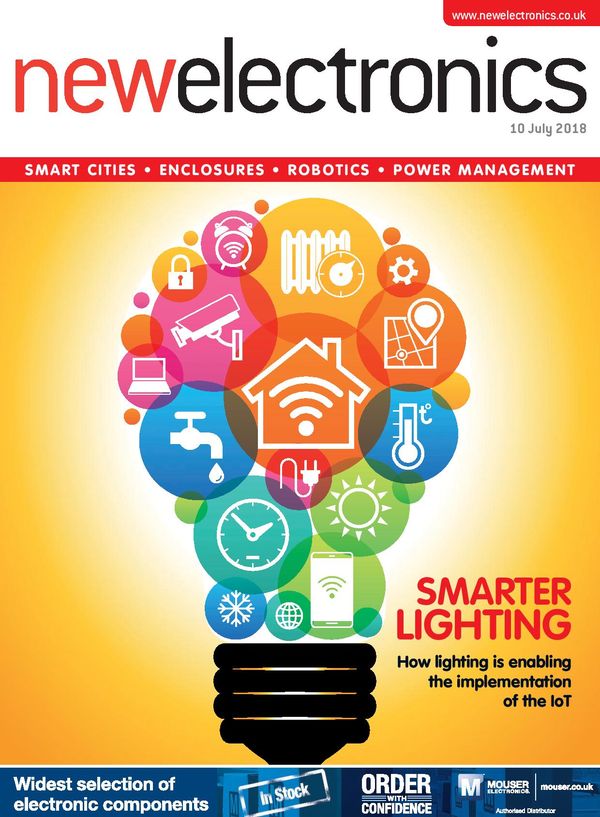 www.newelectronics.co.uk
newelectronics
10 July 2018
SMART CITIES • ENCLOSURES • ROBOTICS • POWER MANAGEMENT
t°c
SMARTER
LIGHTING
How lighting is enabling
the implementation
of the IoT
Widest selection of
electronic components
In Stock
ORDER
WITH
CONFIDENCE
M MOUSER
ELECTRONICS.
mouser.co.uk
Authorised Distributor